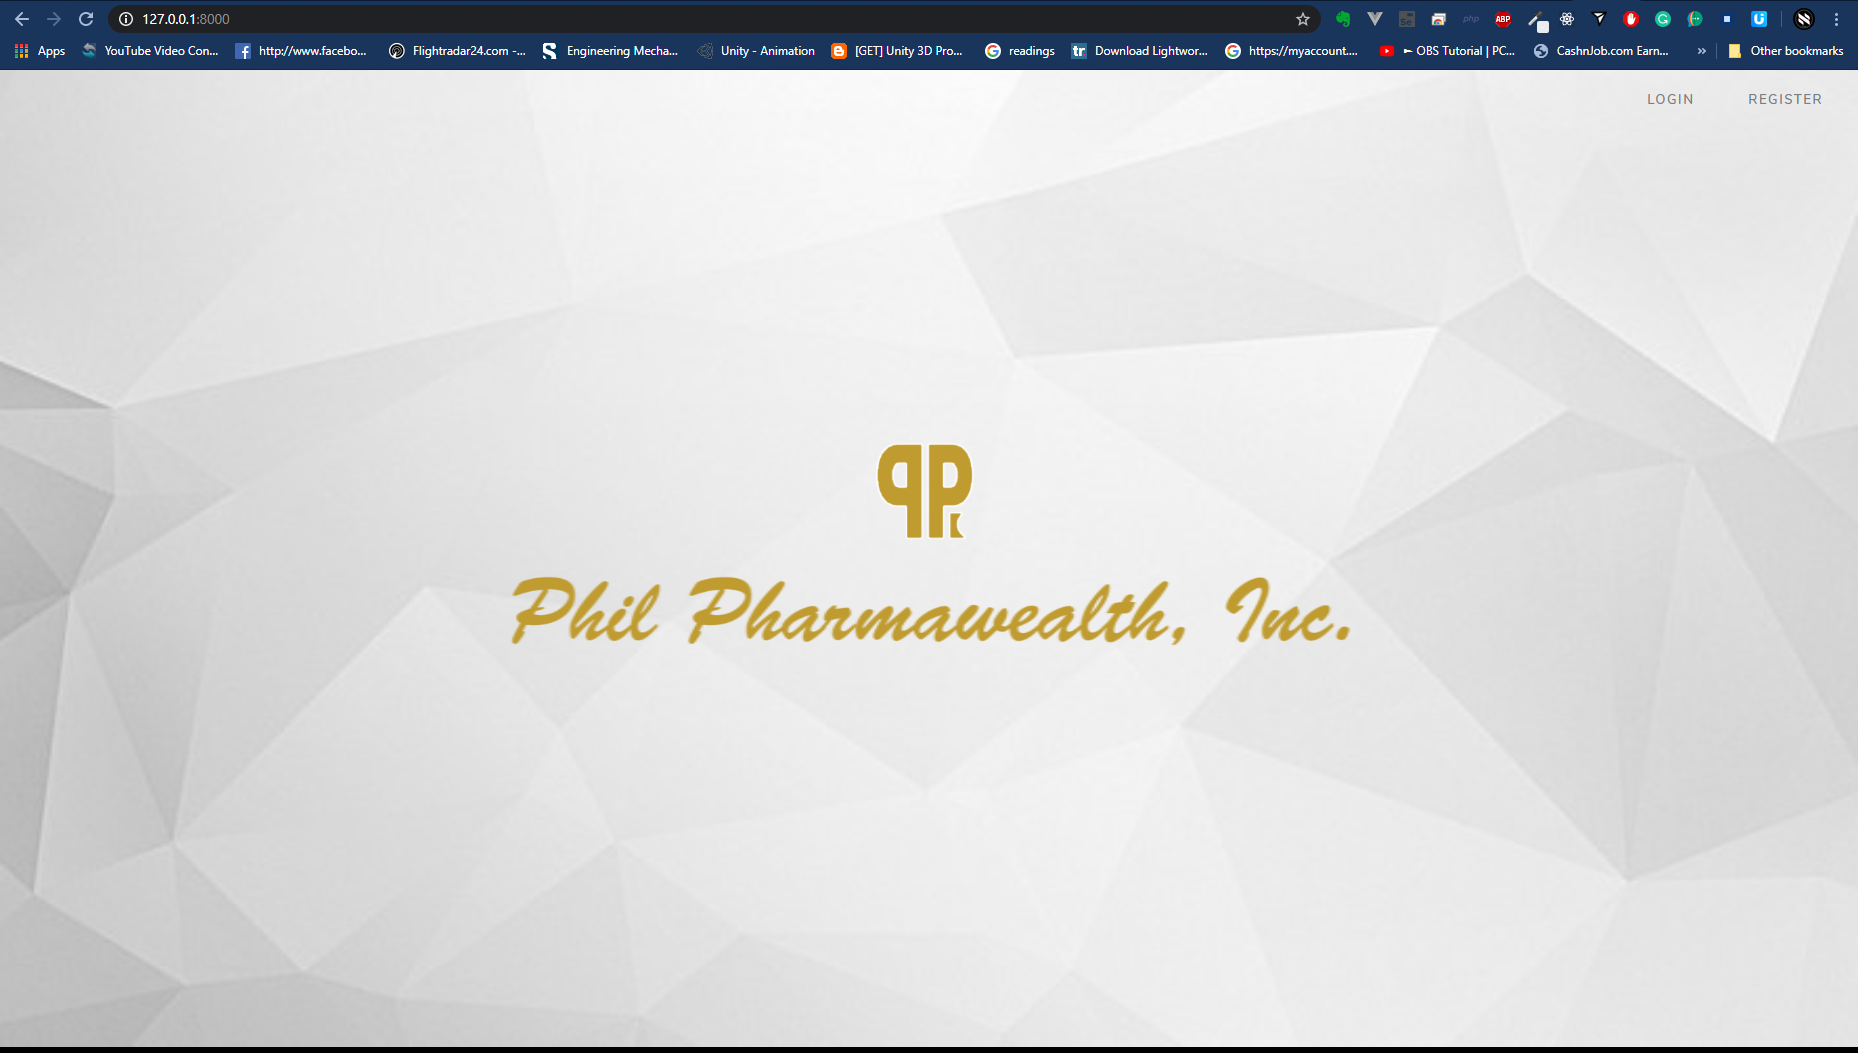 127.0.0.1:8000
Apps
YouTube Video Con...
http://www.facebo...
Flightradar24.com -...
Engineering Mecha...
Unity - Animation
[GET] Unity 3D Pro...
readings
Download Lightwor...
https://myaccount....
► OBS Tutorial | PC...
CashnJob.com Earn...
»
Other bookmarks
LOGIN
REGISTER
Phil Pharmawealth, Inc.